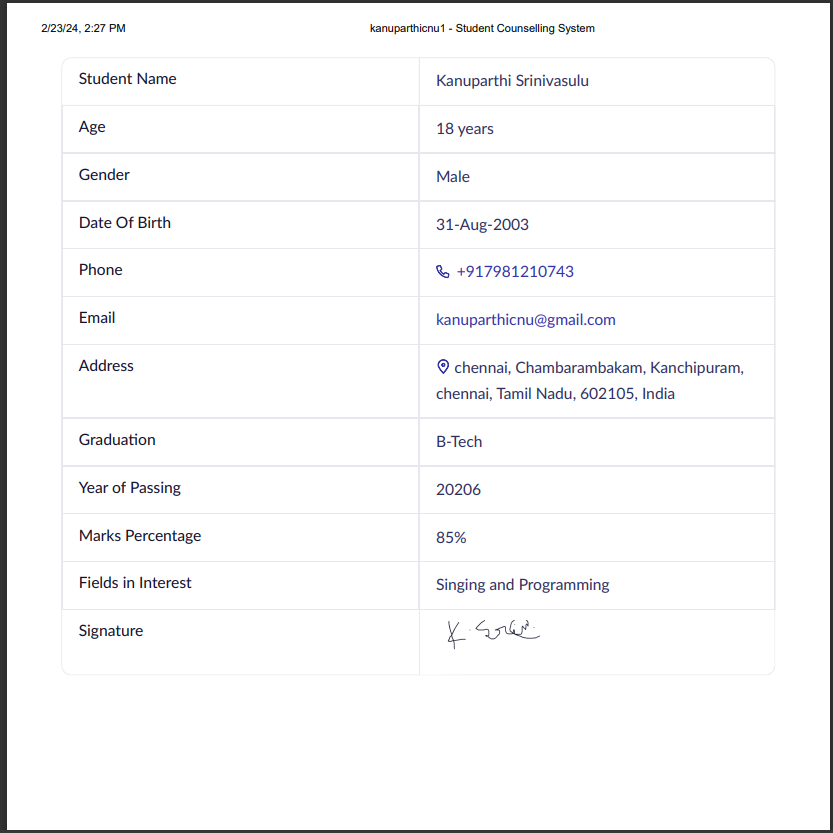 2/23/24, 2:27 PM kanuparthicnu1 - Student Counselling System
Student Name Kanuparthi Srinivasulu
Age 18 years
Gender Male
Date Of Birth 31-Aug-2003
Phone +917981210743
Email kanuparthicnu@gmail.com
Address chennai, Chambarambakam, Kanchipuram,
chennai, Tamil Nadu, 602105, India
Graduation B-Tech
Year of Passing 20206
Marks Percentage 85%
Fields in Interest Singing and Programming
Signature K.